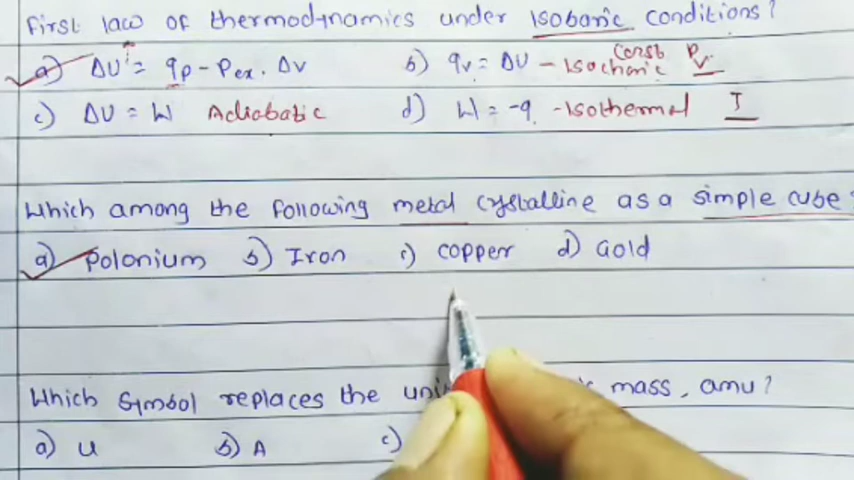 First law of thermodynamics under Isobaric conditions?
a) ΔU = qp - Pex. ΔV b) qv = ΔU - Isochoric Const Pv
c) ΔU = W Adiabatic d) W = -q - Isothermal I
Which among the following metal crystalline as a simple cube?
a) Polonium b) Iron c) copper d) Gold
Which symbol replaces the mass, amu?
a) u b) A c)